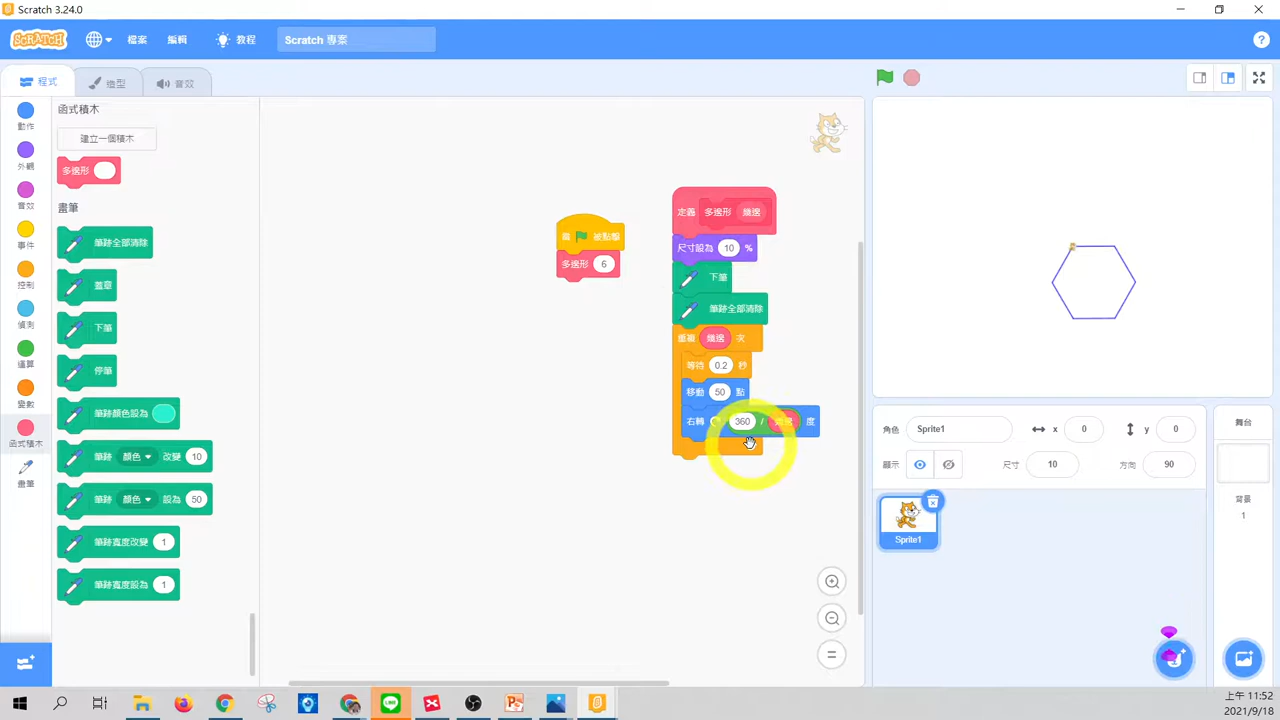 Scratch 3.24.0
SCRATCH
檔案
編輯
教程
Scratch 專案
程式
造型
音效
動作
外觀
音效
事件
控制
偵測
運算
變數
函式積木
畫筆
函式積木
建立一個積木
多邊形
畫筆
筆跡全部清除
蓋章
下筆
停筆
筆跡顏色設為
筆跡 顏色 改變 10
筆跡 顏色 設為 50
筆跡寬度改變 1
筆跡寬度設為 1
當 被點擊
多邊形 6
定義 多邊形 幾邊
尺寸設為 10 %
下筆
筆跡全部清除
重複 幾邊 次
等待 0.2 秒
移動 50 點
右轉 360 / 幾邊 度
角色 Sprite1 x 0 y 0
顯示 尺寸 10 方向 90
Sprite1
舞台
背景
1
上午 11:52
2021/9/18